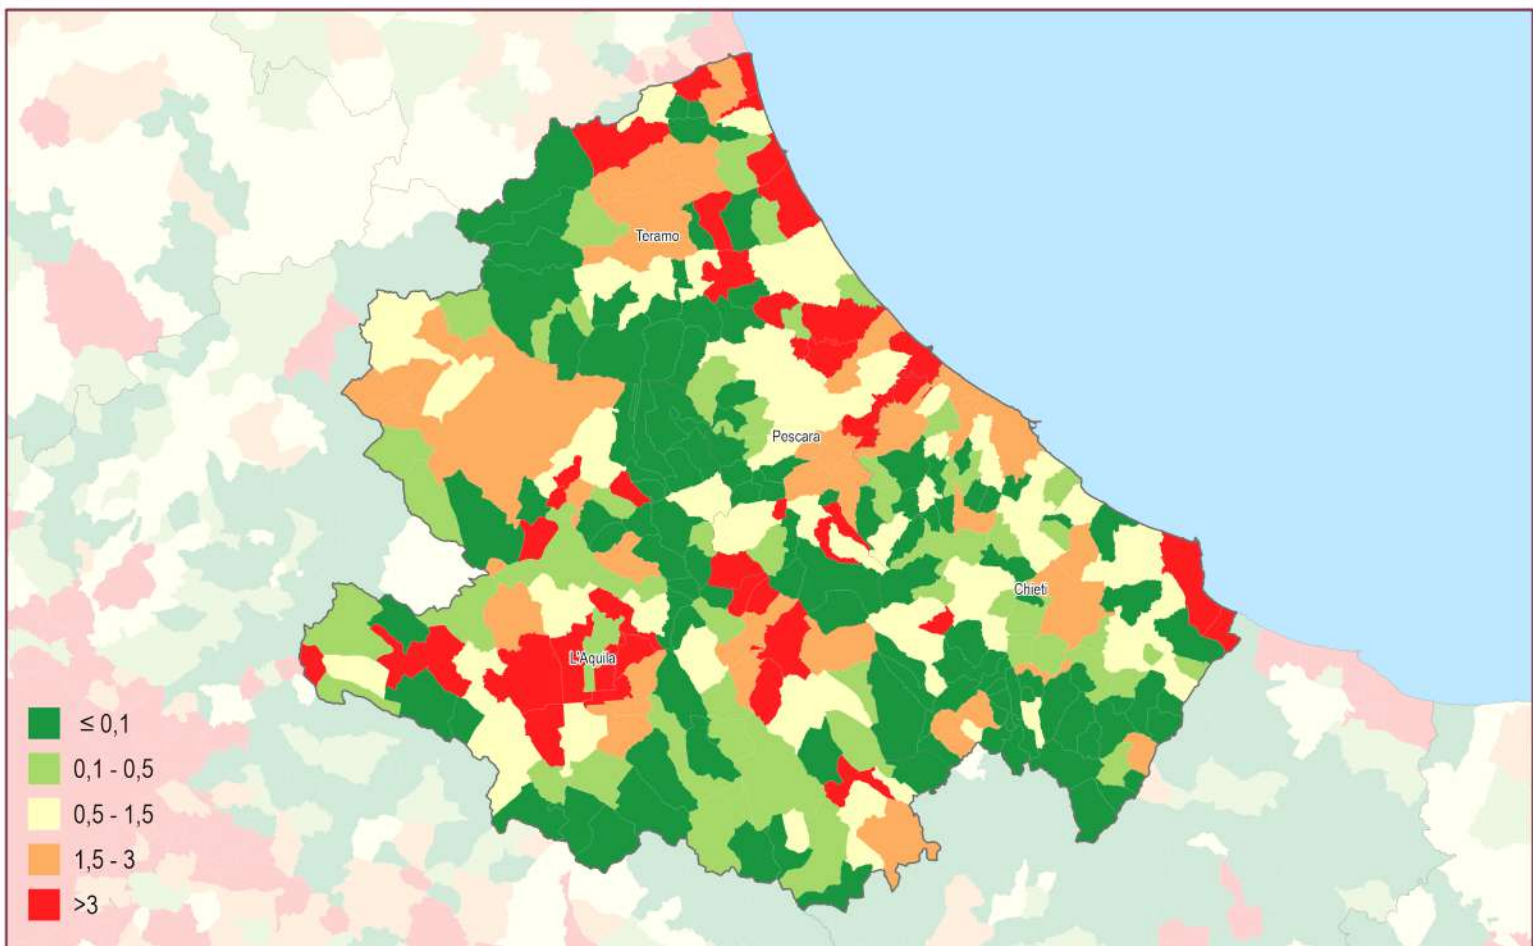 Teramo
Pescara
Chieti
L'Aquila
≤ 0,1
0,1 - 0,5
0,5 - 1,5
1,5 - 3
>3